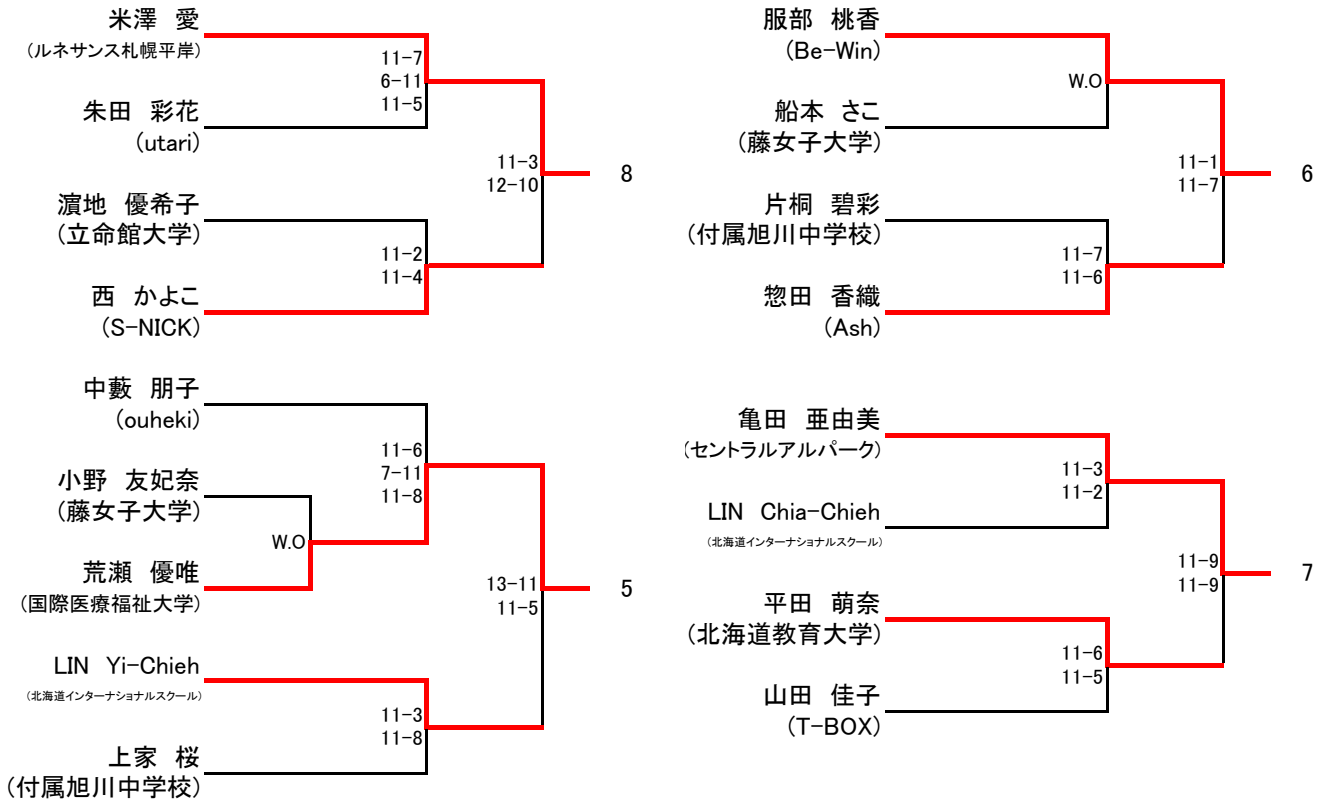 米澤 愛
(ルネサンス札幌平岸)
11-7
6-11
11-5
朱田 彩花
(utari)
11-3
12-10
8
濵地 優希子
(立命館大学)
11-2
11-4
西 かよこ
(S-NICK)
中藪 朋子
(ouheki)
11-6
7-11
11-8
小野 友妃奈
(藤女子大学)
W.O
荒瀬 優唯
(国際医療福祉大学)
13-11
11-5
5
LIN Yi-Chieh
(北海道インターナショナルスクール)
11-3
11-8
上家 桜
(付属旭川中学校)
服部 桃香
(Be-Win)
W.O
船本 さこ
(藤女子大学)
11-1
11-7
6
片桐 碧彩
(付属旭川中学校)
11-7
11-6
惣田 香織
(Ash)
亀田 亜由美
(セントラルアルパーク)
11-3
11-2
LIN Chia-Chieh
(北海道インターナショナルスクール)
11-9
11-9
7
平田 萌奈
(北海道教育大学)
11-6
11-5
山田 佳子
(T-BOX)